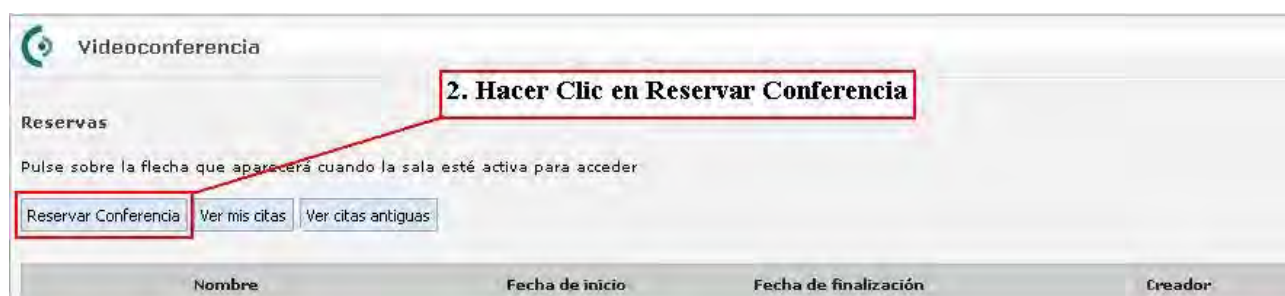 Videoconferencia
2. Hacer Clic en Reservar Conferencia
Reservas
Pulse sobre la flecha que aparecerá cuando la sala esté activa para acceder
Reservar Conferencia Ver mis citas Ver citas antiguas
Nombre Fecha de inicio Fecha de finalización Creador